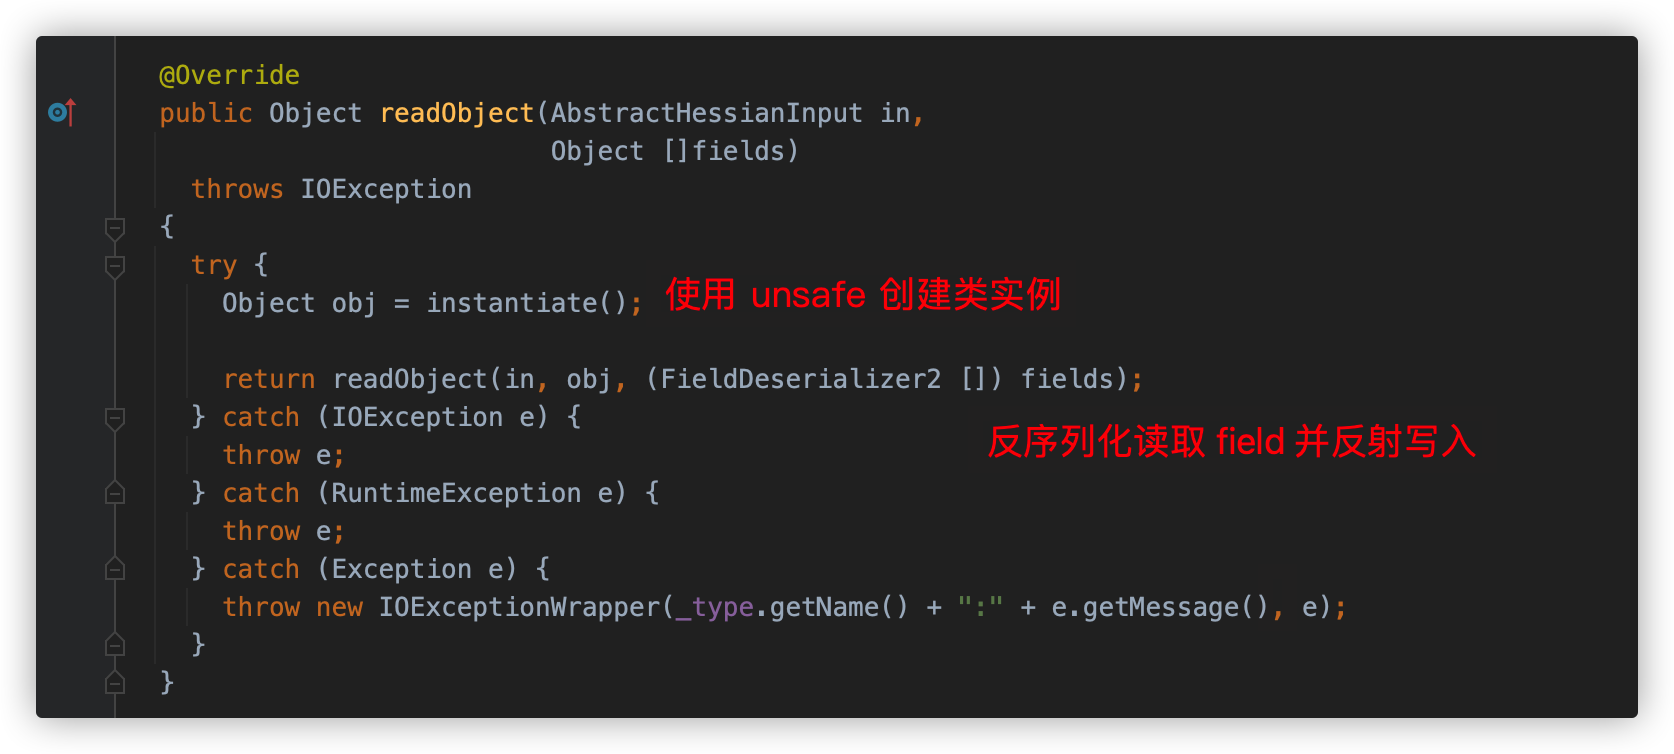 @Override
public Object readObject(AbstractHessianInput in,
Object []fields)
throws IOException
{
try {
Object obj = instantiate(); 使用 unsafe 创建类实例
return readObject(in, obj, (FieldDeserializer2 []) fields);
} catch (IOException e) {
反序列化读取 field 并反射写入
throw e;
} catch (RuntimeException e) {
throw e;
} catch (Exception e) {
throw new IOExceptionWrapper(_type.getName() + ":" + e.getMessage(), e);
}
}